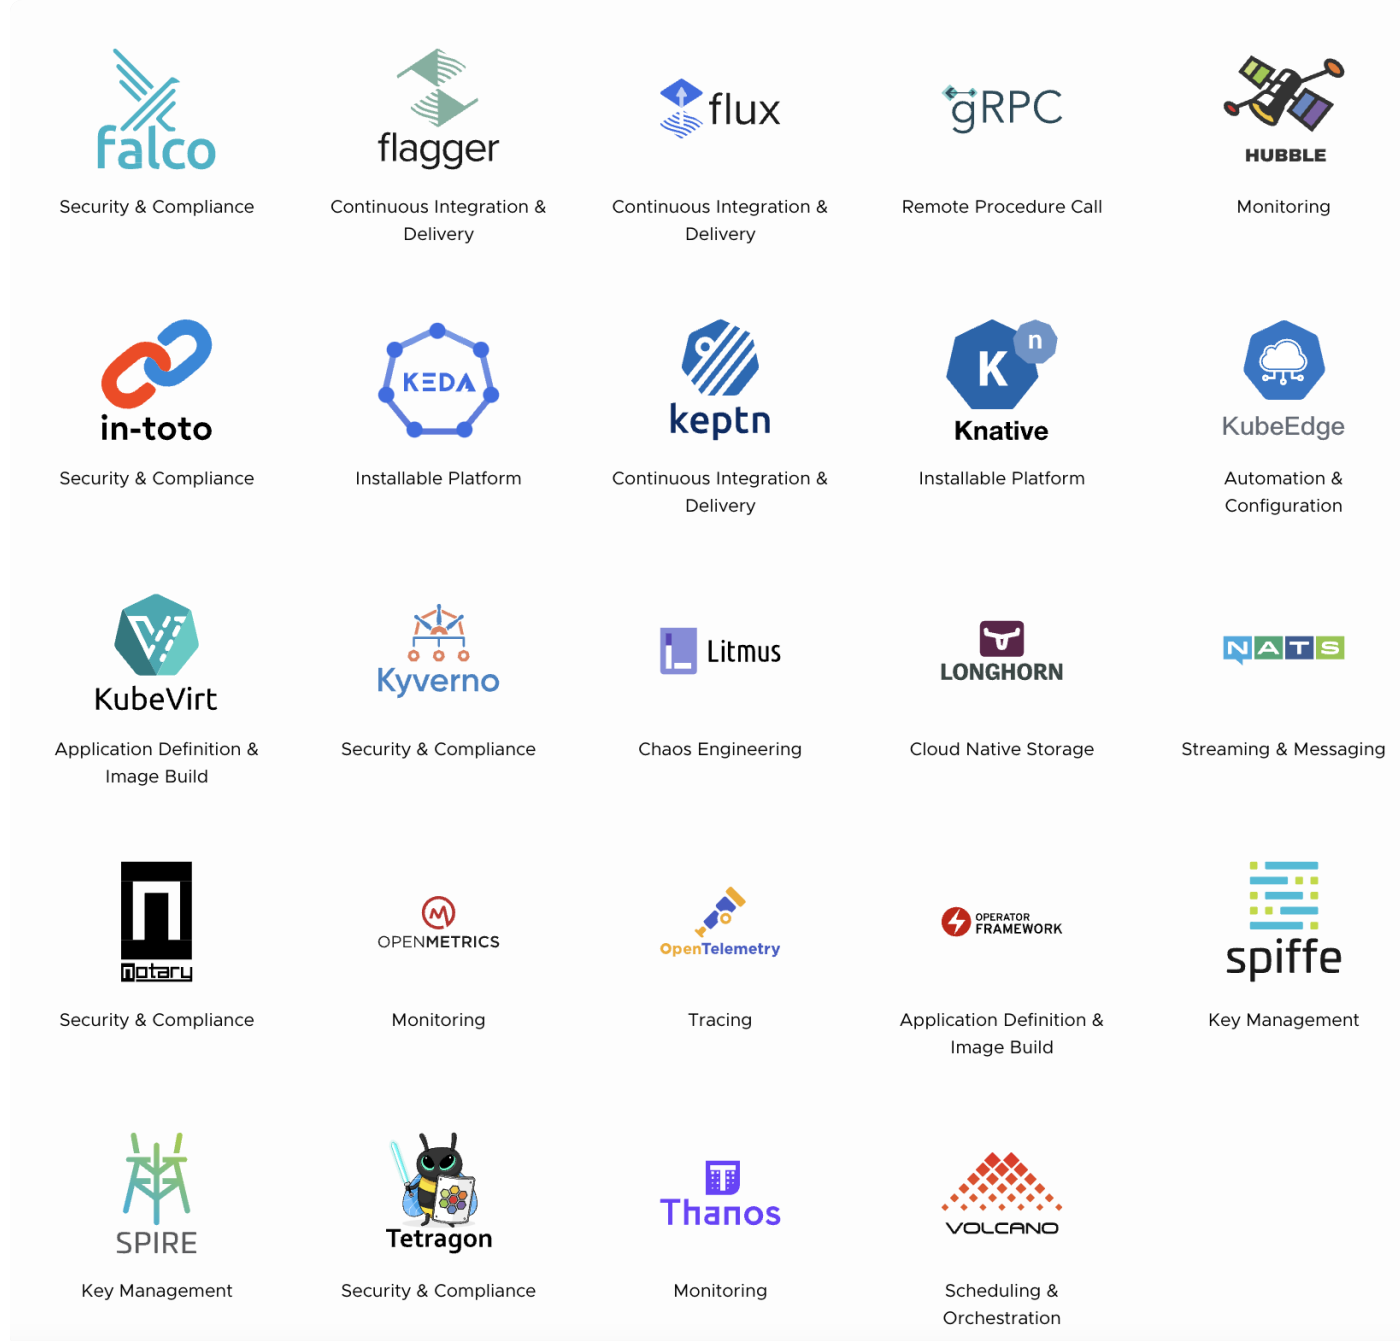 falco
flagger
flux
gRPC
HUBBLE
Security & Compliance
Continuous Integration &
Delivery
Continuous Integration &
Delivery
Remote Procedure Call
Monitoring
in-toto
KEDA
keptn
K
n
Knative
KubeEdge
Security & Compliance
Installable Platform
Continuous Integration &
Delivery
Installable Platform
Automation &
Configuration
KubeVirt
Kyverno
Litmus
LONGHORN
NATS
Application Definition &
Image Build
Security & Compliance
Chaos Engineering
Cloud Native Storage
Streaming & Messaging
notary
OPENMETRICS
OpenTelemetry
OPERATOR
FRAMEWORK
spiffe
Security & Compliance
Monitoring
Tracing
Application Definition &
Image Build
Key Management
SPIRE
Tetragon
T
Thanos
VOLCANO
Key Management
Security & Compliance
Monitoring
Scheduling &
Orchestration